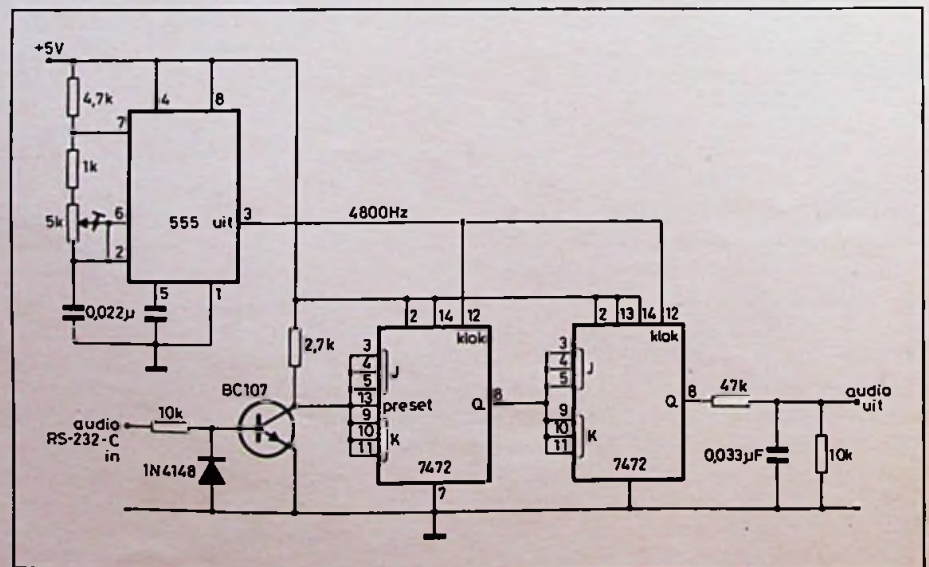 +5V
4,7k
4
8
7
1k
5k
6
555 uit
3
4800Hz
2
5
1
0,022µ
2
14
12
2
13
14
12
klok
klok
2,7k
3
4
5
J
13
preset
9
10
K
11
Q
8
7472
7
3
4
5
J
9
10
K
11
Q
8
7472
47k
audio
uit
0,033µF
10k
BC107
10k
audio
RS-232-C
in
1N4148